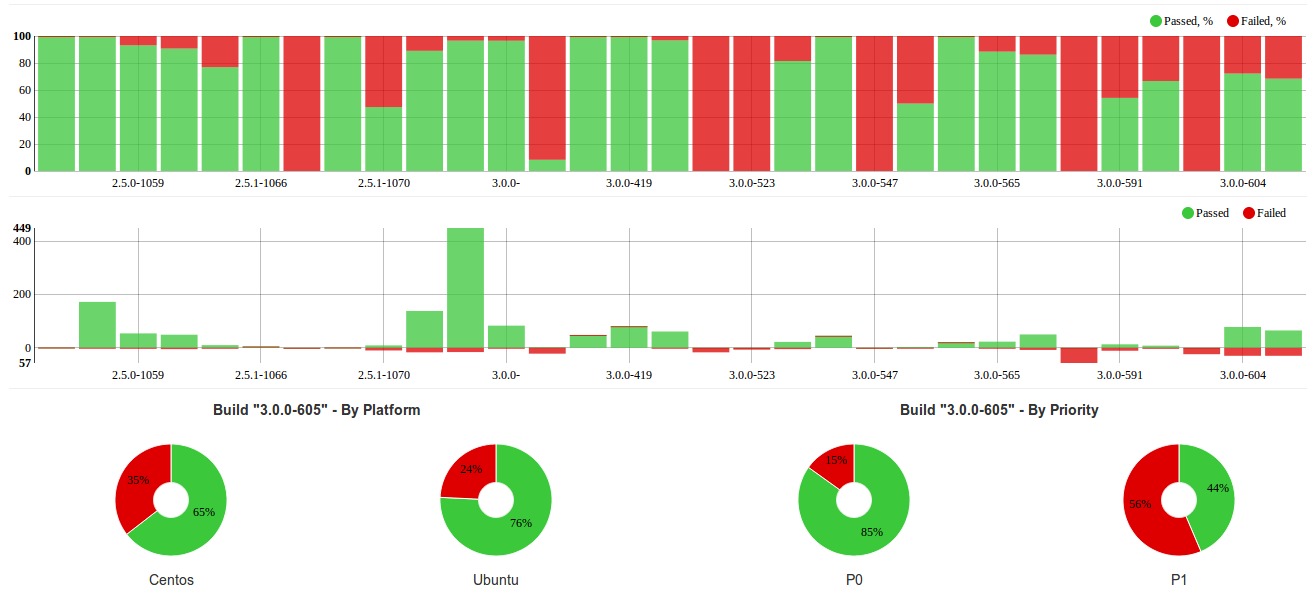 Passed, % Failed, %
100
80
60
40
20
0
2.5.0-1059 2.5.1-1066 2.5.1-1070 3.0.0- 3.0.0-419 3.0.0-523 3.0.0-547 3.0.0-565 3.0.0-591 3.0.0-604
Passed Failed
449
400
200
0
57
2.5.0-1059 2.5.1-1066 2.5.1-1070 3.0.0- 3.0.0-419 3.0.0-523 3.0.0-547 3.0.0-565 3.0.0-591 3.0.0-604
Build "3.0.0-605" - By Platform
35%
65%
Centos
24%
76%
Ubuntu
Build "3.0.0-605" - By Priority
15%
85%
P0
44%
56%
P1